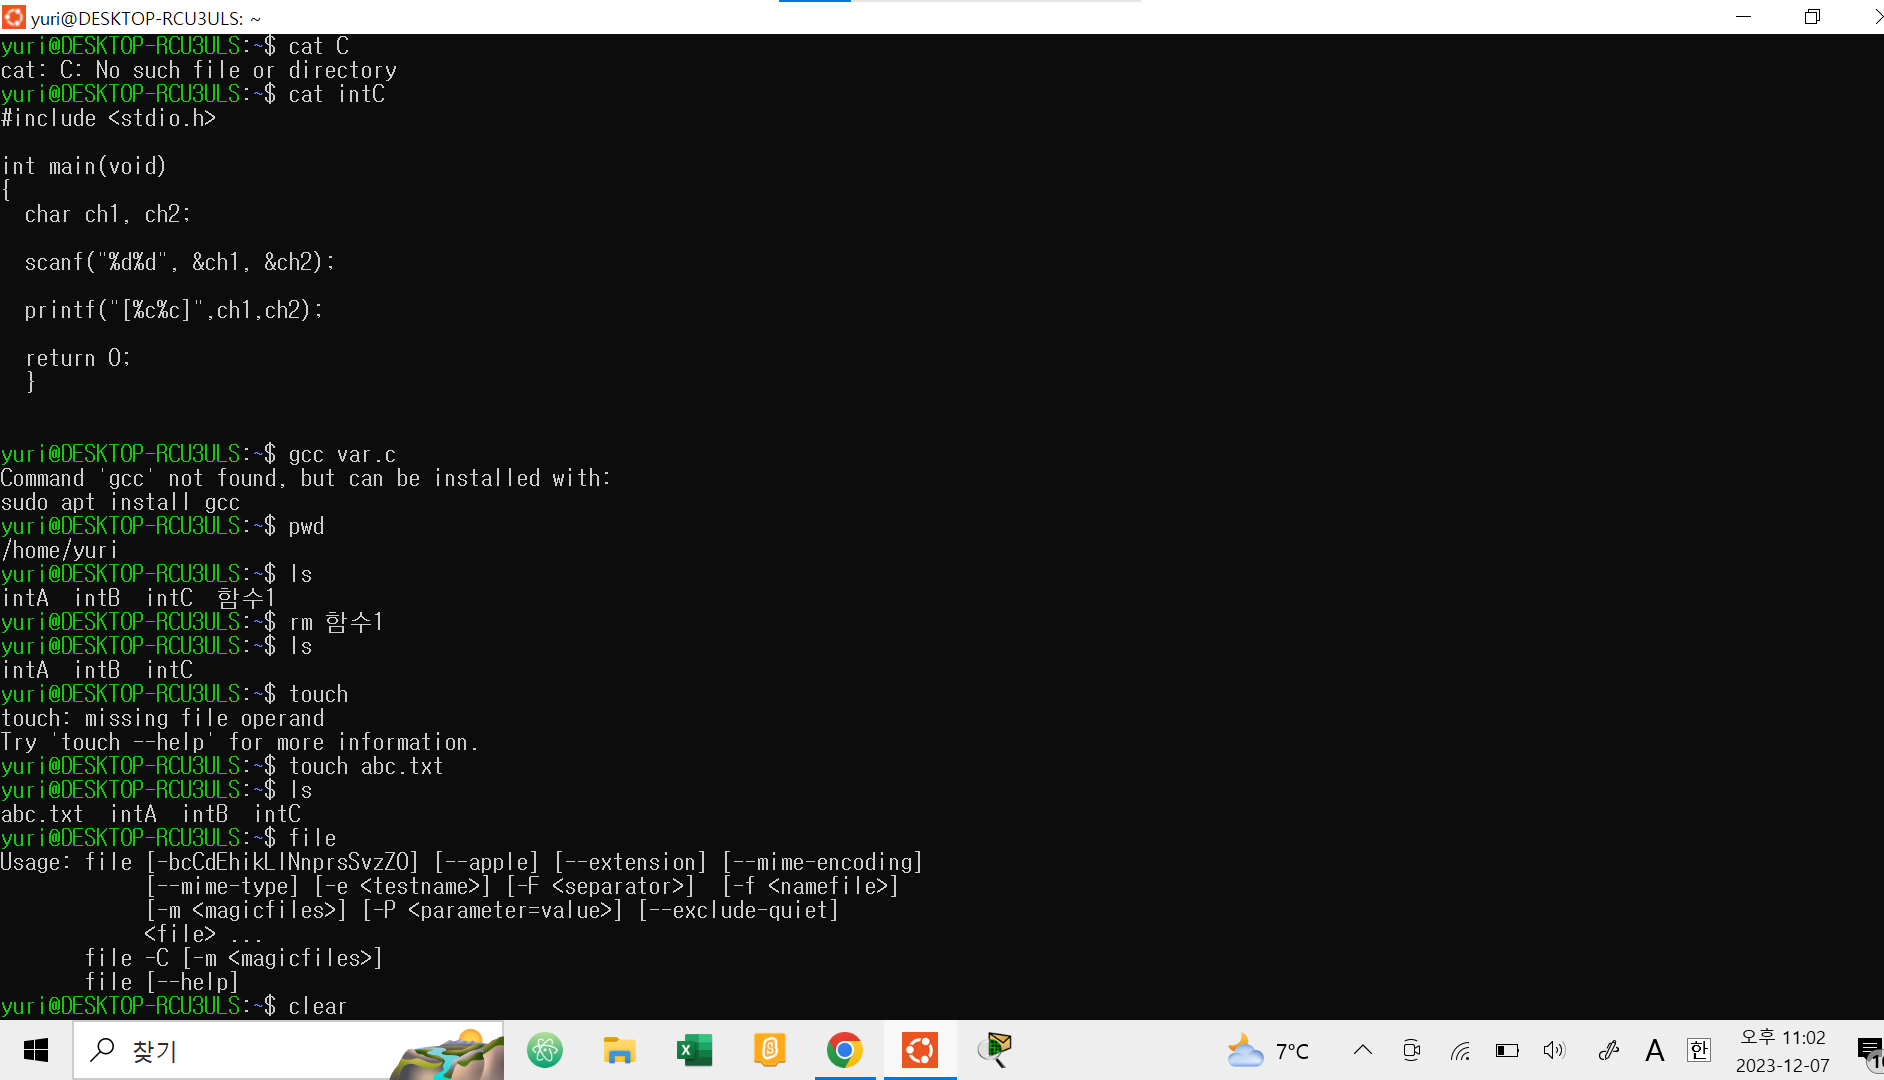 yuri@DESKTOP-RCU3ULS: ~
yuri@DESKTOP-RCU3ULS:~$ cat C
cat: C: No such file or directory
yuri@DESKTOP-RCU3ULS:~$ cat intC
#include <stdio.h>
int main(void)
{
char ch1, ch2;
scanf("%d%d", &ch1, &ch2);
printf("[%c%c]",ch1,ch2);
return 0;
}
yuri@DESKTOP-RCU3ULS:~$ gcc var.c
Command 'gcc' not found, but can be installed with:
sudo apt install gcc
yuri@DESKTOP-RCU3ULS:~$ pwd
/home/yuri
yuri@DESKTOP-RCU3ULS:~$ ls
intA  intB  intC  함수1
yuri@DESKTOP-RCU3ULS:~$ rm 함수1
yuri@DESKTOP-RCU3ULS:~$ ls
intA  intB  intC
yuri@DESKTOP-RCU3ULS:~$ touch
touch: missing file operand
Try 'touch --help' for more information.
yuri@DESKTOP-RCU3ULS:~$ touch abc.txt
yuri@DESKTOP-RCU3ULS:~$ ls
abc.txt  intA  intB  intC
yuri@DESKTOP-RCU3ULS:~$ file
Usage: file [-bcCdEhikLlNnprsSvzZ0] [--apple] [--extension] [--mime-encoding]
[--mime-type] [-e <testname>] [-F <separator>]  [-f <namefile>]
[-m <magicfiles>] [-P <parameter=value>] [--exclude-quiet]
<file> ...
file -C [-m <magicfiles>]
file [--help]
yuri@DESKTOP-RCU3ULS:~$ clear
찾기
7°C
A
한
오후 11:02
2023-12-07